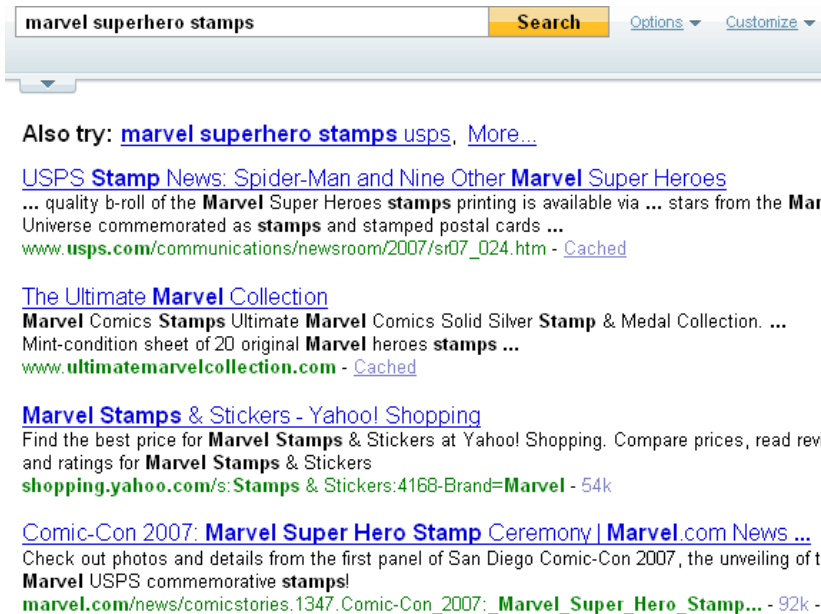 marvel superhero stamps Search Options Customize
Also try: marvel superhero stamps usps, More...
USPS Stamp News: Spider-Man and Nine Other Marvel Super Heroes
... quality b-roll of the Marvel Super Heroes stamps printing is available via ... stars from the Mar
Universe commemorated as stamps and stamped postal cards ...
www.usps.com/communications/newsroom/2007/sr07_024.htm - Cached
The Ultimate Marvel Collection
Marvel Comics Stamps Ultimate Marvel Comics Solid Silver Stamp & Medal Collection. ...
Mint-condition sheet of 20 original Marvel heroes stamps ...
www.ultimatemarvelcollection.com - Cached
Marvel Stamps & Stickers - Yahoo! Shopping
Find the best price for Marvel Stamps & Stickers at Yahoo! Shopping. Compare prices, read revi
and ratings for Marvel Stamps & Stickers
shopping.yahoo.com/s:Stamps & Stickers:4168-Brand=Marvel - 54k
Comic-Con 2007: Marvel Super Hero Stamp Ceremony | Marvel.com News ...
Check out photos and details from the first panel of San Diego Comic-Con 2007, the unveiling of t
Marvel USPS commemorative stamps!
marvel.com/news/comicstories.1347.Comic-Con_2007:_Marvel_Super_Hero_Stamp... - 92k -